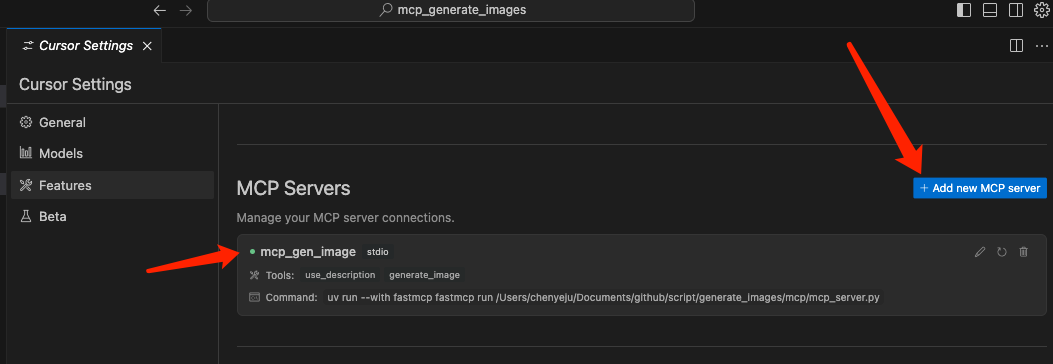 mcp_generate_images
Cursor Settings
Cursor Settings
General
Models
Features
Beta
MCP Servers
+ Add new MCP server
Manage your MCP server connections.
mcp_gen_image stdio
Tools: use_description generate_image
Command: uv run --with fastmcp fastmcp run /Users/chenyeju/Documents/github/script/generate_images/mcp/mcp_server.py